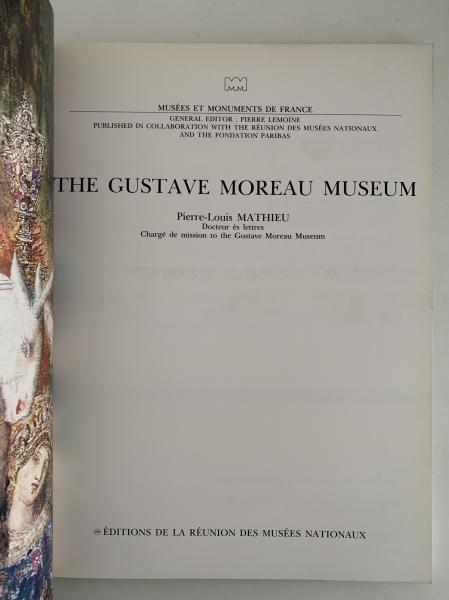 MM
MUSÉES ET MONUMENTS DE FRANCE
GENERAL EDITOR : PIERRE LEMOINE
PUBLISHED IN COLLABORATION WITH THE RÉUNION DES MUSÉES NATIONAUX
AND THE FONDATION PARIBAS
THE GUSTAVE MOREAU MUSEUM
Pierre-Louis MATHIEU
Docteur ès lettres
Chargé de mission to the Gustave Moreau Museum
ÉDITIONS DE LA RÉUNION DES MUSÉES NATIONAUX